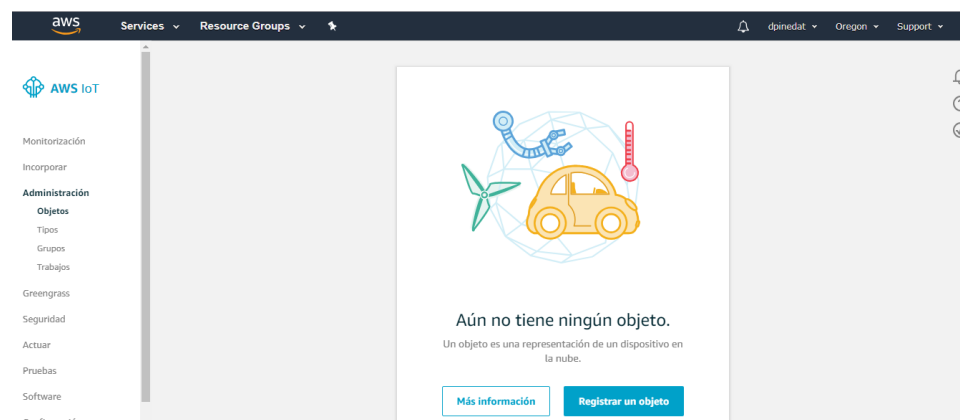 aws
Services
Resource Groups
dpinedat
Oregon
Support
AWS IoT
Monitorización
Incorporar
Administración
Objetos
Tipos
Grupos
Trabajos
Greengrass
Seguridad
Actuar
Pruebas
Software
Aún no tiene ningún objeto.
Un objeto es una representación de un dispositivo en
la nube.
Más información
Registrar un objeto